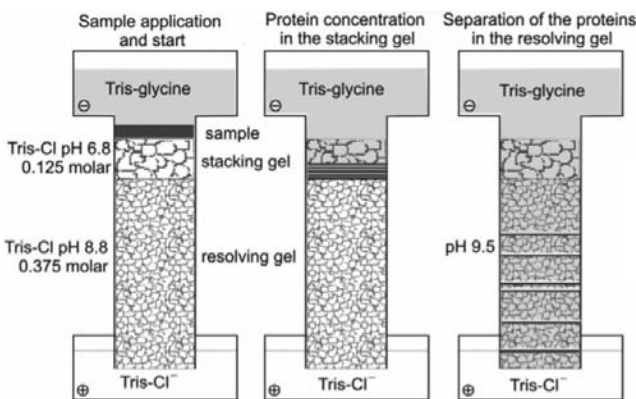 Sample application
and start
Protein concentration
in the stacking gel
Separation of the proteins
in the resolving gel
Tris-glycine
Tris-glycine
Tris-glycine
⊖
⊖
⊖
sample
Tris-Cl pH 6.8
0.125 molar
stacking gel
Tris-Cl pH 8.8
0.375 molar
resolving gel
pH 9.5
Tris-Cl⁻
Tris-Cl⁻
Tris-Cl⁻
⊕
⊕
⊕